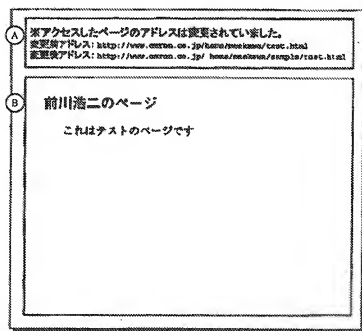 A
※アクセスしたページのアドレスは変更されていました。
変更前アドレス: http://www.omron.co.jp/home/maekawa/test.html
変更後アドレス: http://www.omron.co.jp/ home/maekawa/sample/test.html
B
前川浩二のページ
これはテストのページです